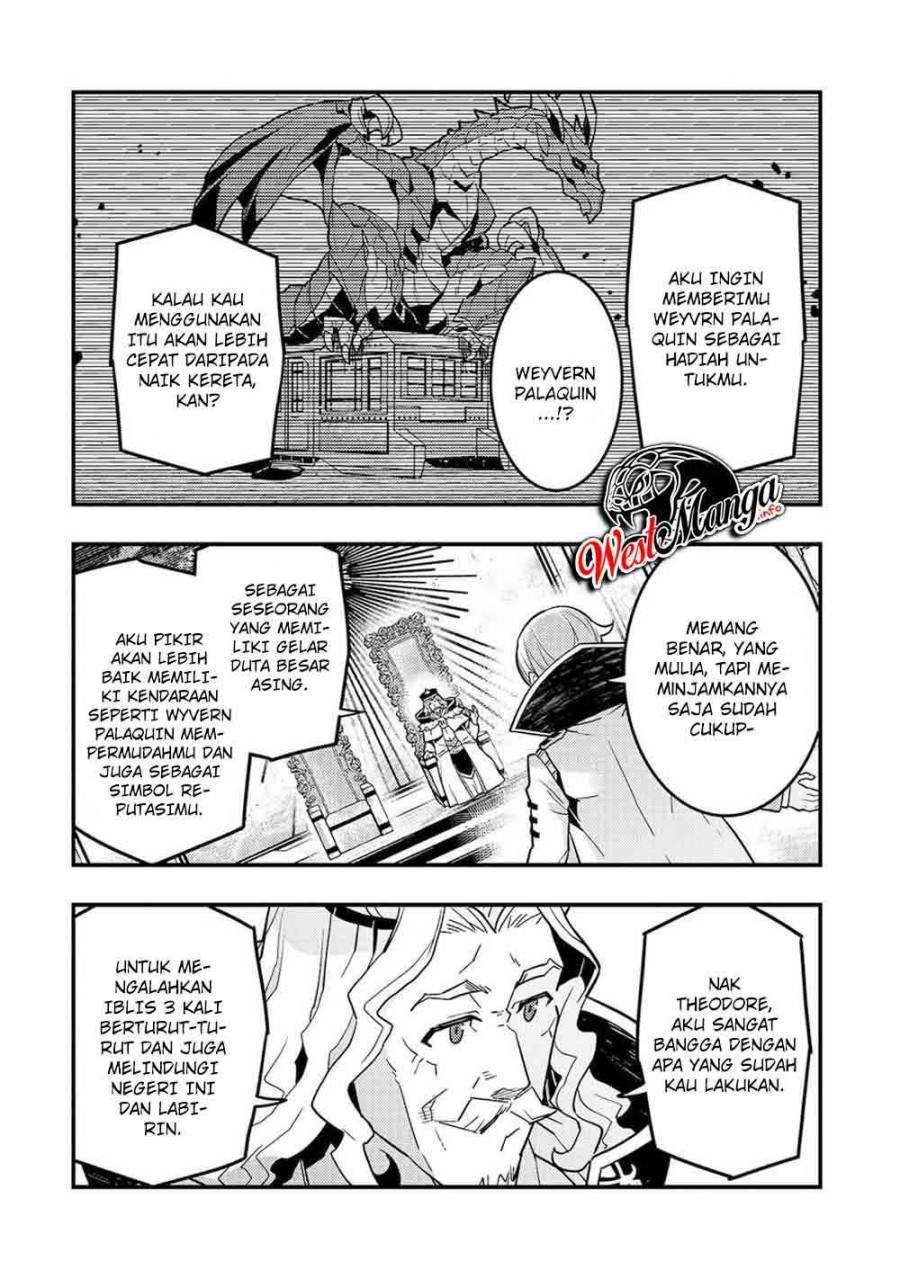 AKU INGIN
MEMBERIMU
WEYVRN PALA-
QUIN SEBAGAI
HADIAH UN-
TUKMU.
WEYVERN
PALAQUIN
...!?
KALAU KAU
MENGGUNAKAN
ITU AKAN LEBIH
CEPAT DARIPADA
NAIK KERETA,
KAN?
WestManga
.info
MEMANG
BENAR, YANG
MULIA, TAPI ME-
MINJAMKANNYA
SAJA SUDAH
CUKUP-
SEBAGAI
SESEORANG
YANG MEMI-
LIKI GELAR
DUTA BESAR
ASING.
AKU PIKIR
AKAN LEBIH
BAIK MEMILI-
KI KENDARAAN
SEPERTI WYVERN
PALAQUIN MEM-
PERMUDAHMU DAN
JUGA SEBAGAI
SIMBOL RE-
PUTASIMU.
NAK
THEODORE,
AKU SANGAT
BANGGA DENGAN
APA YANG SUDAH
KAU LAKUKAN.
UNTUK ME-
NGALAHKAN
IBLIS 3 KALI
BERTURUT-TU-
RUT DAN JUGA
MELINDUNGI
NEGERI INI
DAN LABI-
RIN.